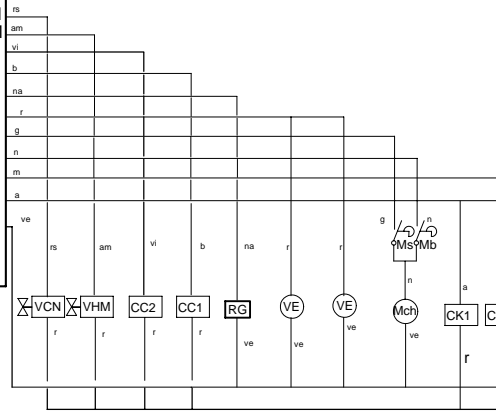 rs
am
vi
b
na
r
g
n
m
a
ve
g n
Ms Mb
rs am vi b na r r
n
a
VCN VHM CC2 CC1 RG VE VE Mch CK1 C
r r r r ve ve ve ve
r